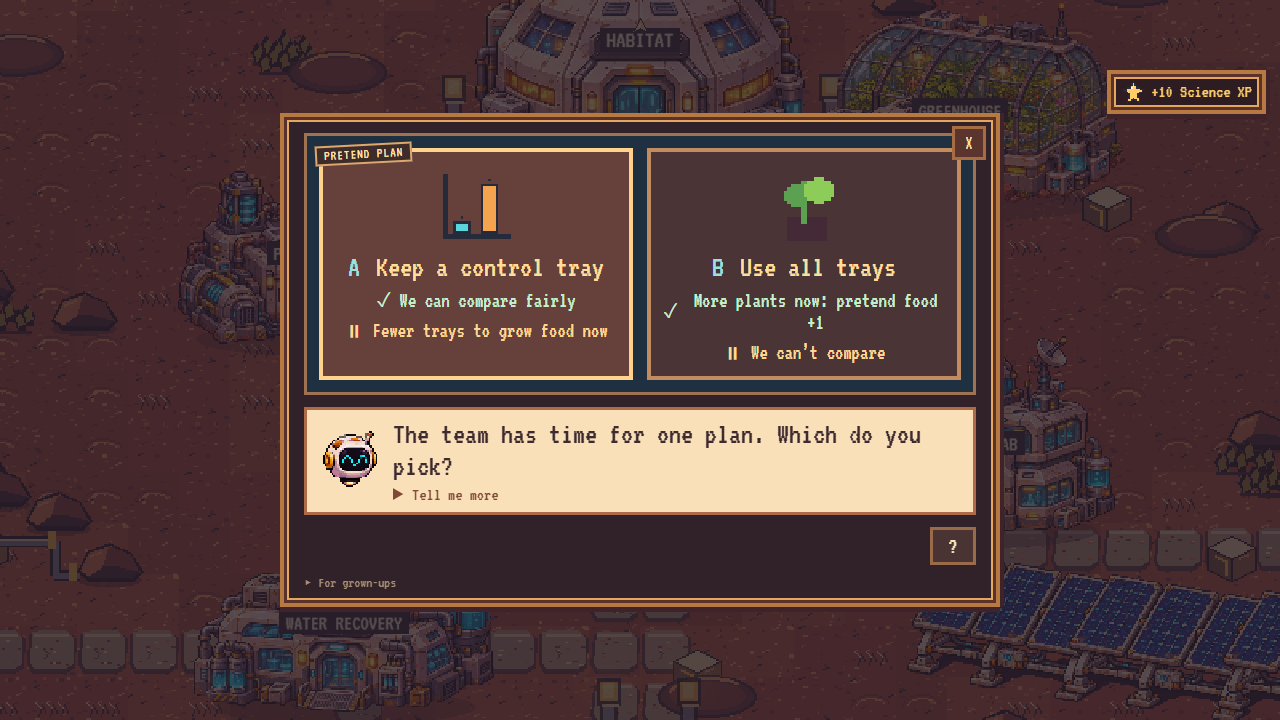 HABITAT
GREENHOUSE
+10 Science XP
PRETEND PLAN
X
A Keep a control tray
✓ We can compare fairly
Fewer trays to grow food now
B Use all trays
✓ More plants now: pretend food
+1
We can't compare
The team has time for one plan. Which do you
pick?
▶ Tell me more
?
▸ For grown-ups
WATER RECOVERY